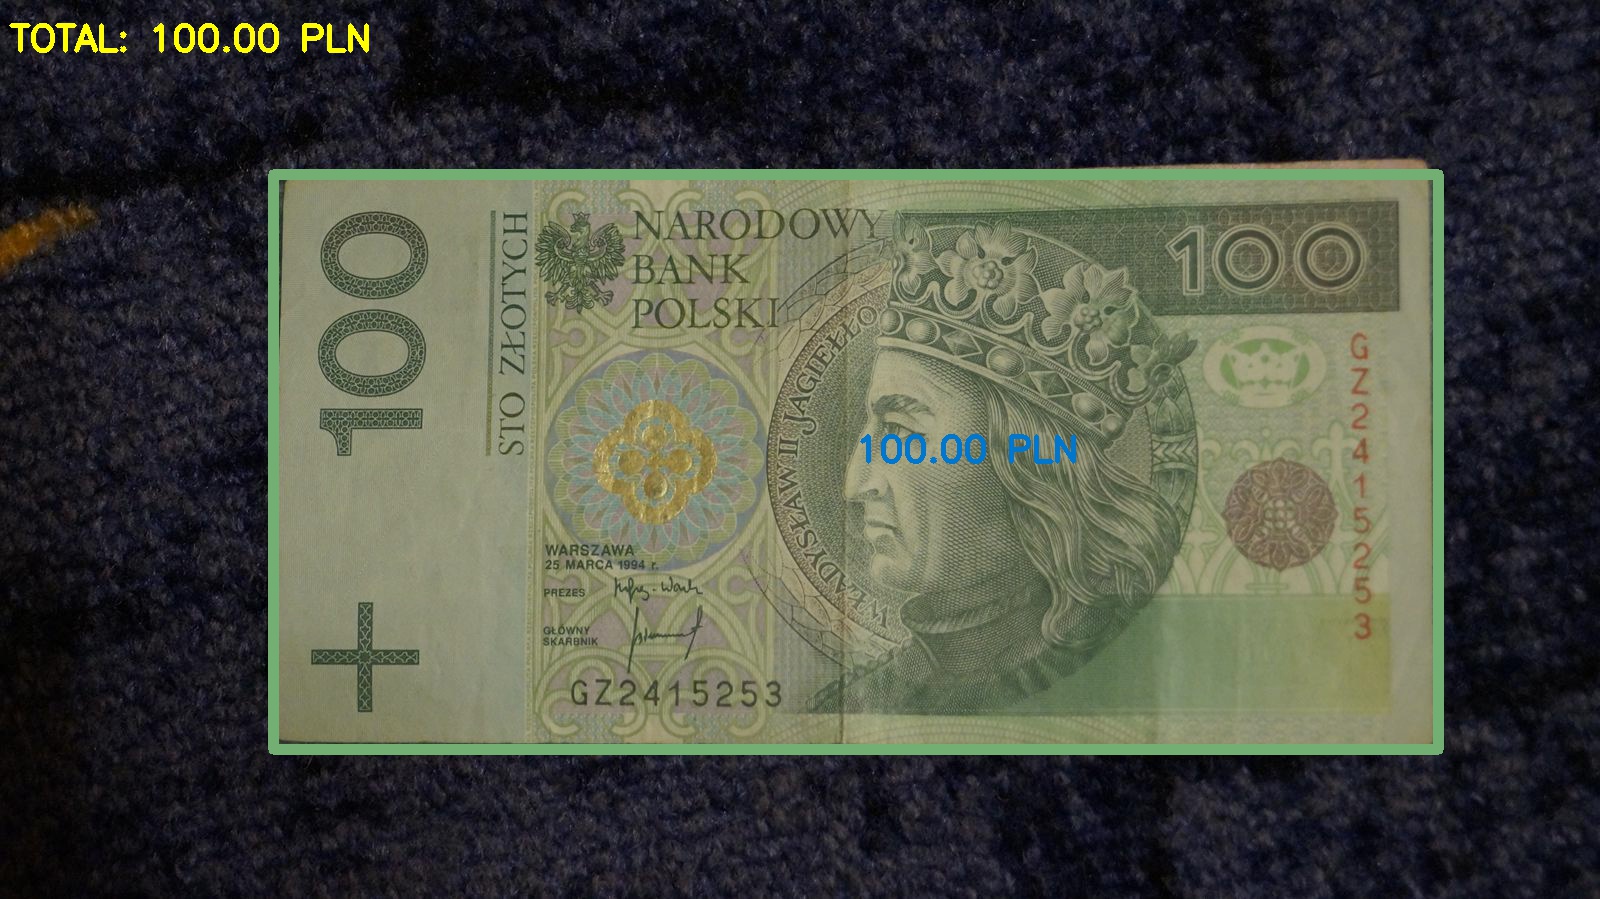 TOTAL: 100.00 PLN
100
STO ZŁOTYCH
NARODOWY
BANK
POLSKI
100
WŁADYSŁAW II JAGIEŁŁO
GZ2415253
100.00 PLN
WARSZAWA
25 MARCA 1994 r.
PREZES
GŁÓWNY
SKARBNIK
GZ2415253